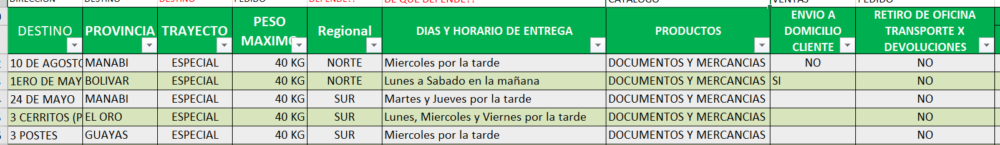 DIRECCION DESTINO DESTINO PEDIDO DEPENDE?? DE QUE DEPENDE?? CATALOGO VENTAS PEDIDO
DESTINO PROVINCIA TRAYECTO PESO MAXIMO Regional DIAS Y HORARIO DE ENTREGA PRODUCTOS ENVIO A DOMICILIO CLIENTE RETIRO DE OFICINA TRANSPORTE X DEVOLUCIONES
10 DE AGOSTO MANABI ESPECIAL 40 KG NORTE Miercoles por la tarde DOCUMENTOS Y MERCANCIAS NO NO
1ERO DE MAY BOLIVAR ESPECIAL 40 KG NORTE Lunes a Sabado en la mañana DOCUMENTOS Y MERCANCIAS SI NO
24 DE MAYO MANABI ESPECIAL 40 KG SUR Martes y Jueves por la tarde DOCUMENTOS Y MERCANCIAS NO
3 CERRITOS (P EL ORO ESPECIAL 40 KG SUR Lunes, Miercoles y Viernes por la tarde DOCUMENTOS Y MERCANCIAS NO
3 POSTES GUAYAS ESPECIAL 40 KG SUR Miercoles por la tarde DOCUMENTOS Y MERCANCIAS NO